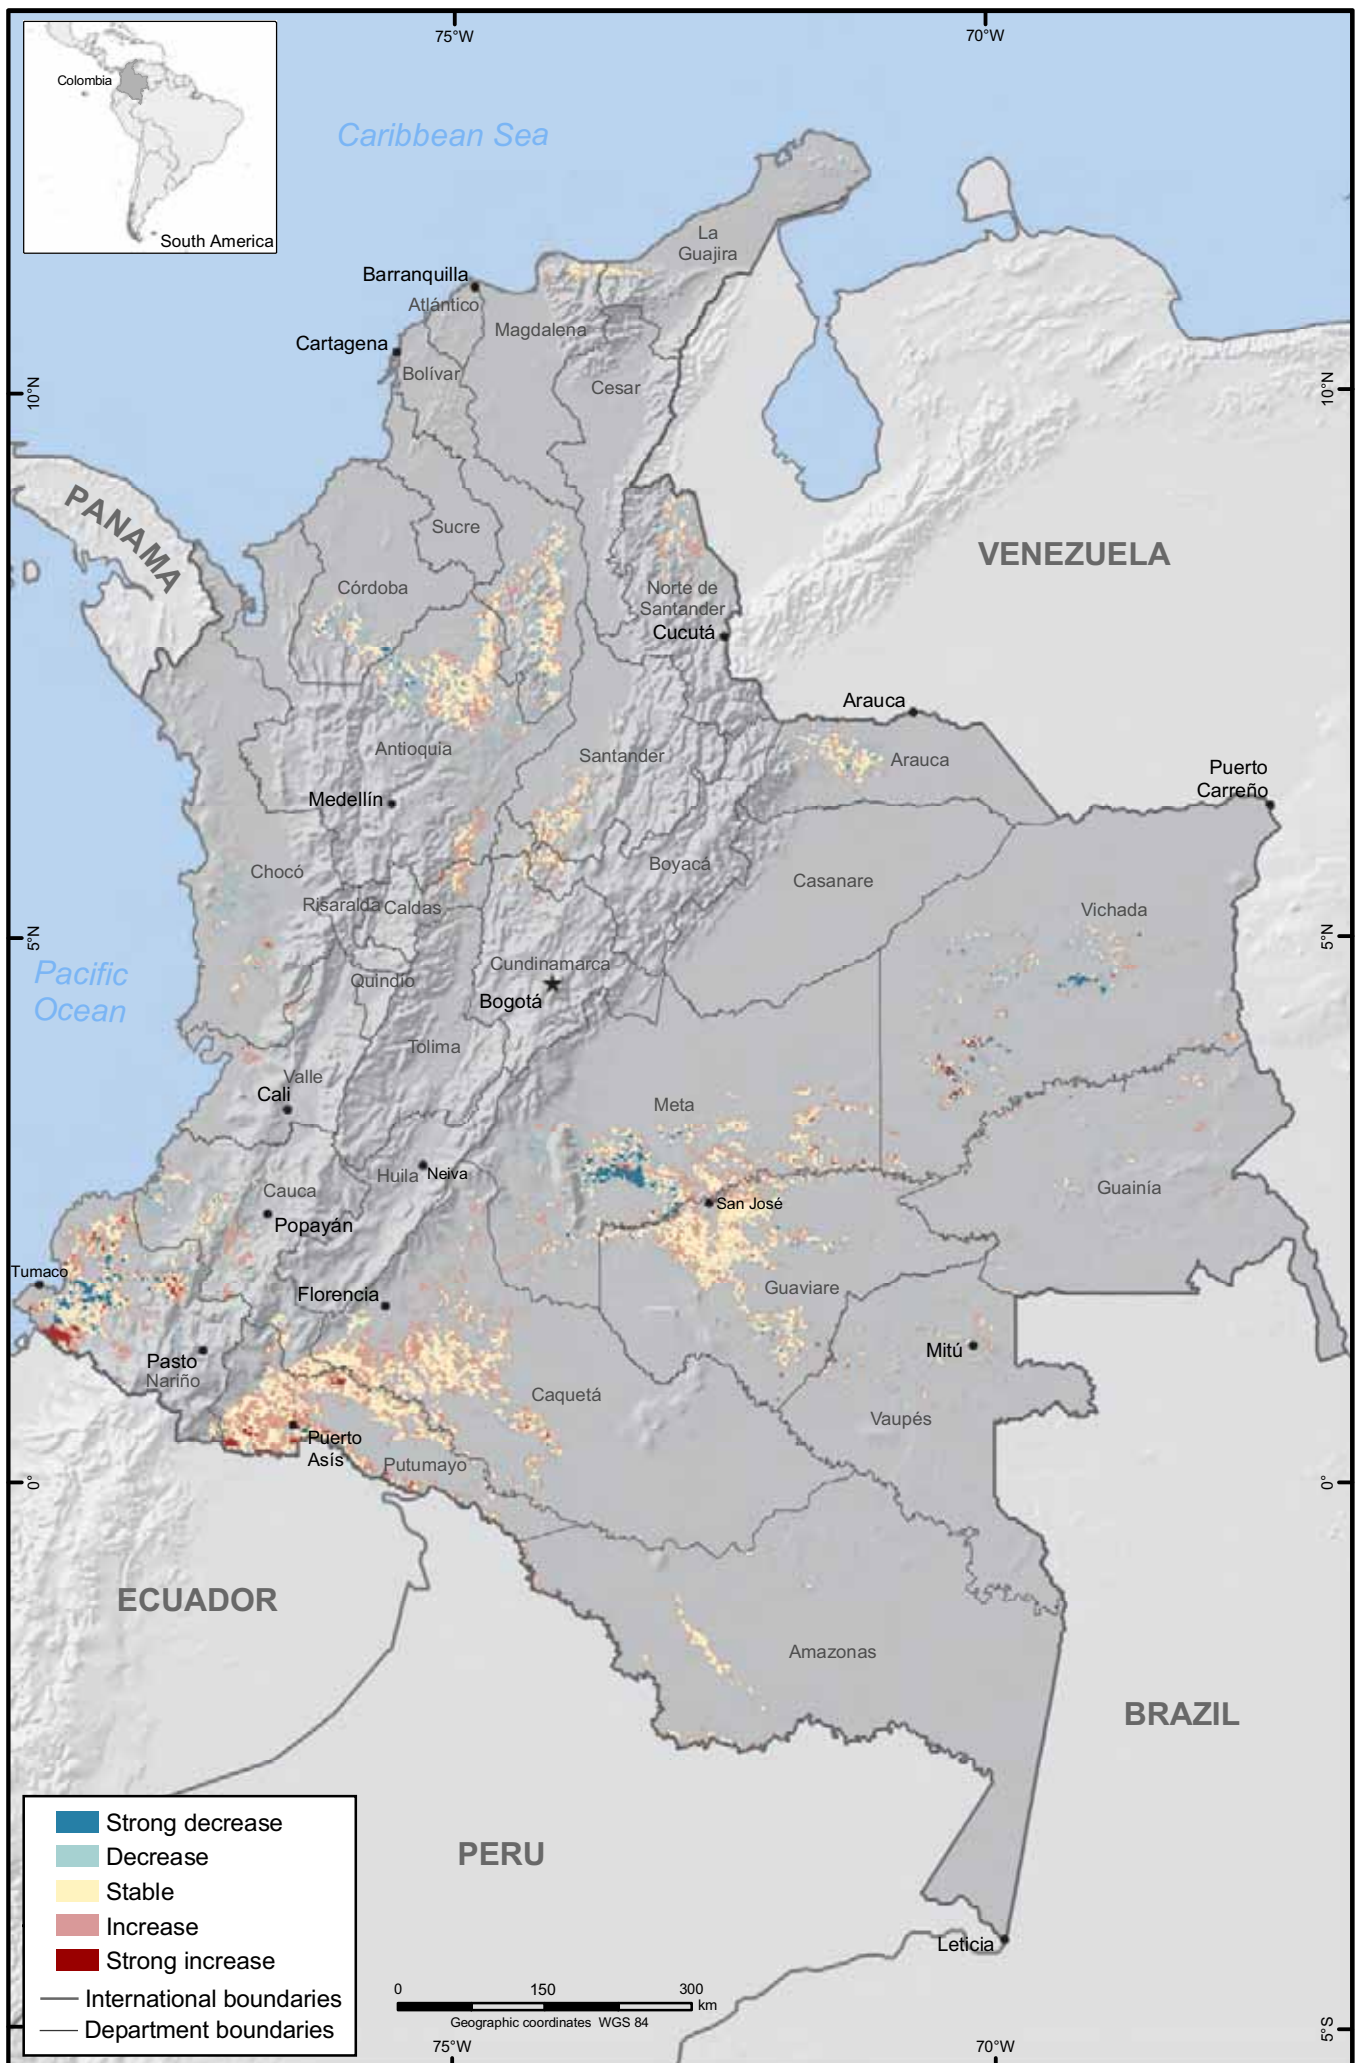 75°W
70°W
Colombia
South America
Caribbean Sea
La
Guajira
Barranquilla
Atlántico
Magdalena
Cartagena
Bolívar
Cesar
10°N
10°N
PANAMA
Sucre
VENEZUELA
Córdoba
Norte de
Santander
Cucutá
Arauca
Antioquia
Santander
Arauca
Puerto
Carreño
Medellín
Chocó
Boyacá
Casanare
Risaralda
Caldas
Vichada
5°N
5°N
Pacific
Ocean
Cundinamarca
Quindío
Bogotá
Tolima
Valle
Cali
Meta
Huila
Neiva
Cauca
Guainía
San José
Popayán
Tumaco
Florencia
Guaviare
Pasto
Nariño
Mitú
Caquetá
Vaupés
Puerto
Asís
Putumayo
0°
0°
ECUADOR
Amazonas
BRAZIL
PERU
Leticia
Strong decrease
Decrease
Stable
Increase
Strong increase
International boundaries
Department boundaries
0
150
300
km
Geographic coordinates WGS 84
5°S
75°W
70°W